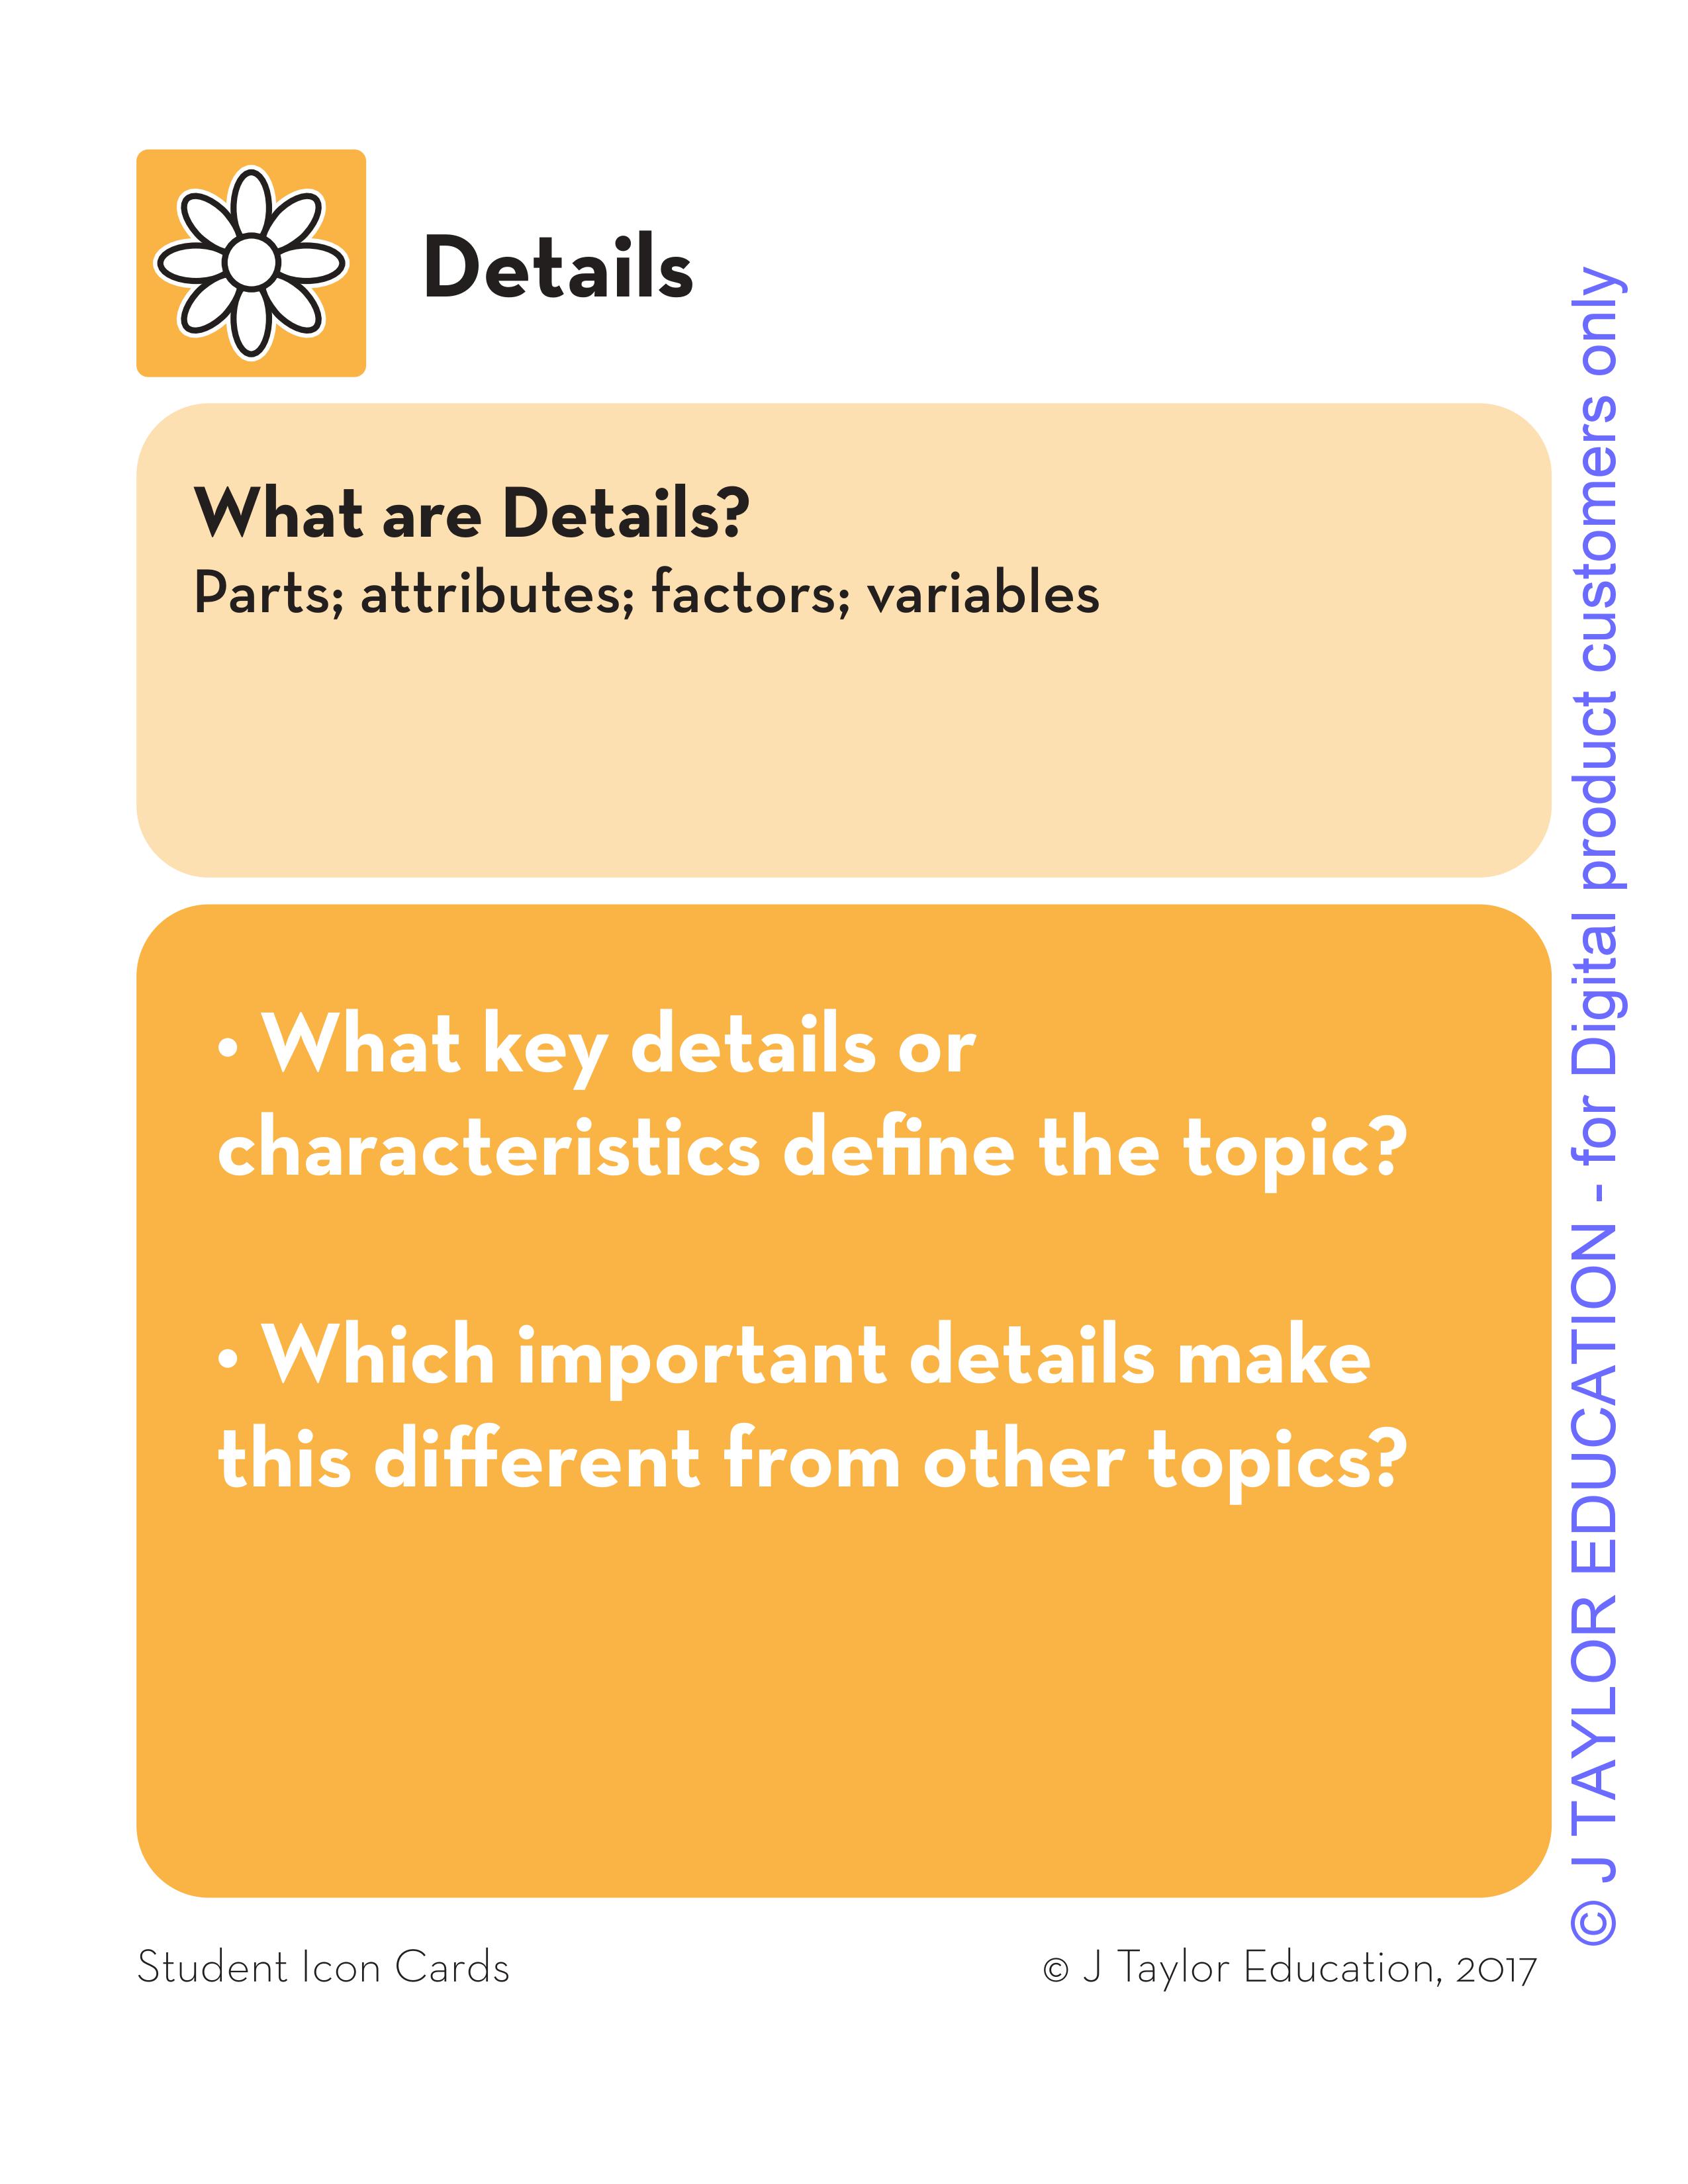 Details
What are Details?
Parts; attributes; factors; variables
• What key details or
characteristics define the topic?
• Which important details make
this different from other topics?
Student Icon Cards
© J Taylor Education, 2017
© J TAYLOR EDUCATION - for Digital product customers only